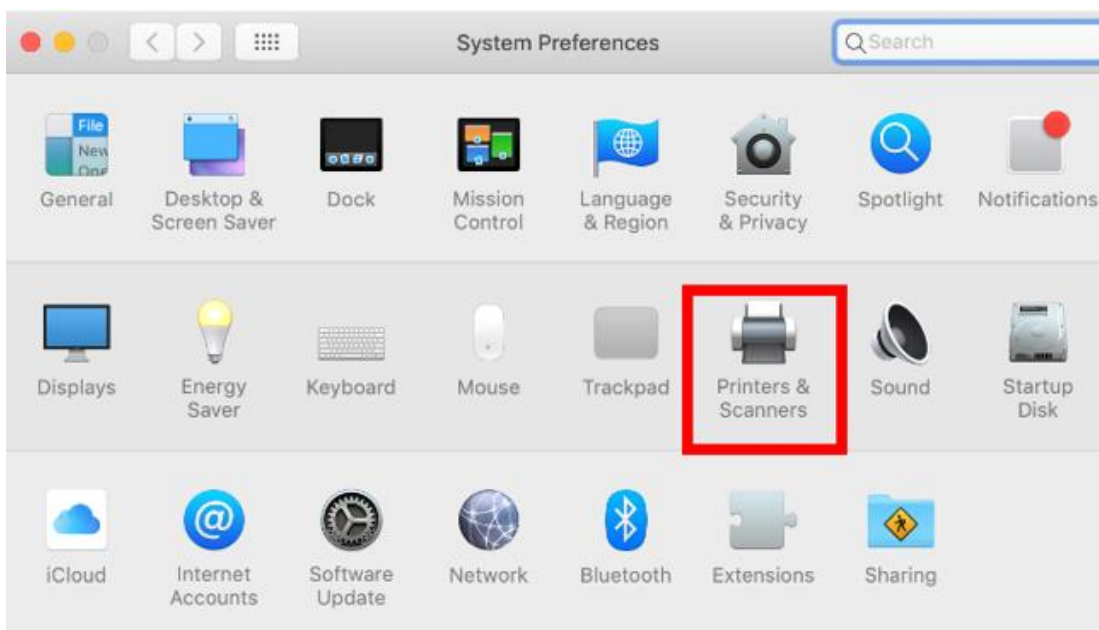 System Preferences
Search
File
New
One
General
Desktop &
Screen Saver
Dock
Mission
Control
Language
& Region
Security
& Privacy
Spotlight
Notifications
Displays
Energy
Saver
Keyboard
Mouse
Trackpad
Printers &
Scanners
Sound
Startup
Disk
iCloud
@
Internet
Accounts
Software
Update
Network
Bluetooth
Extensions
Sharing